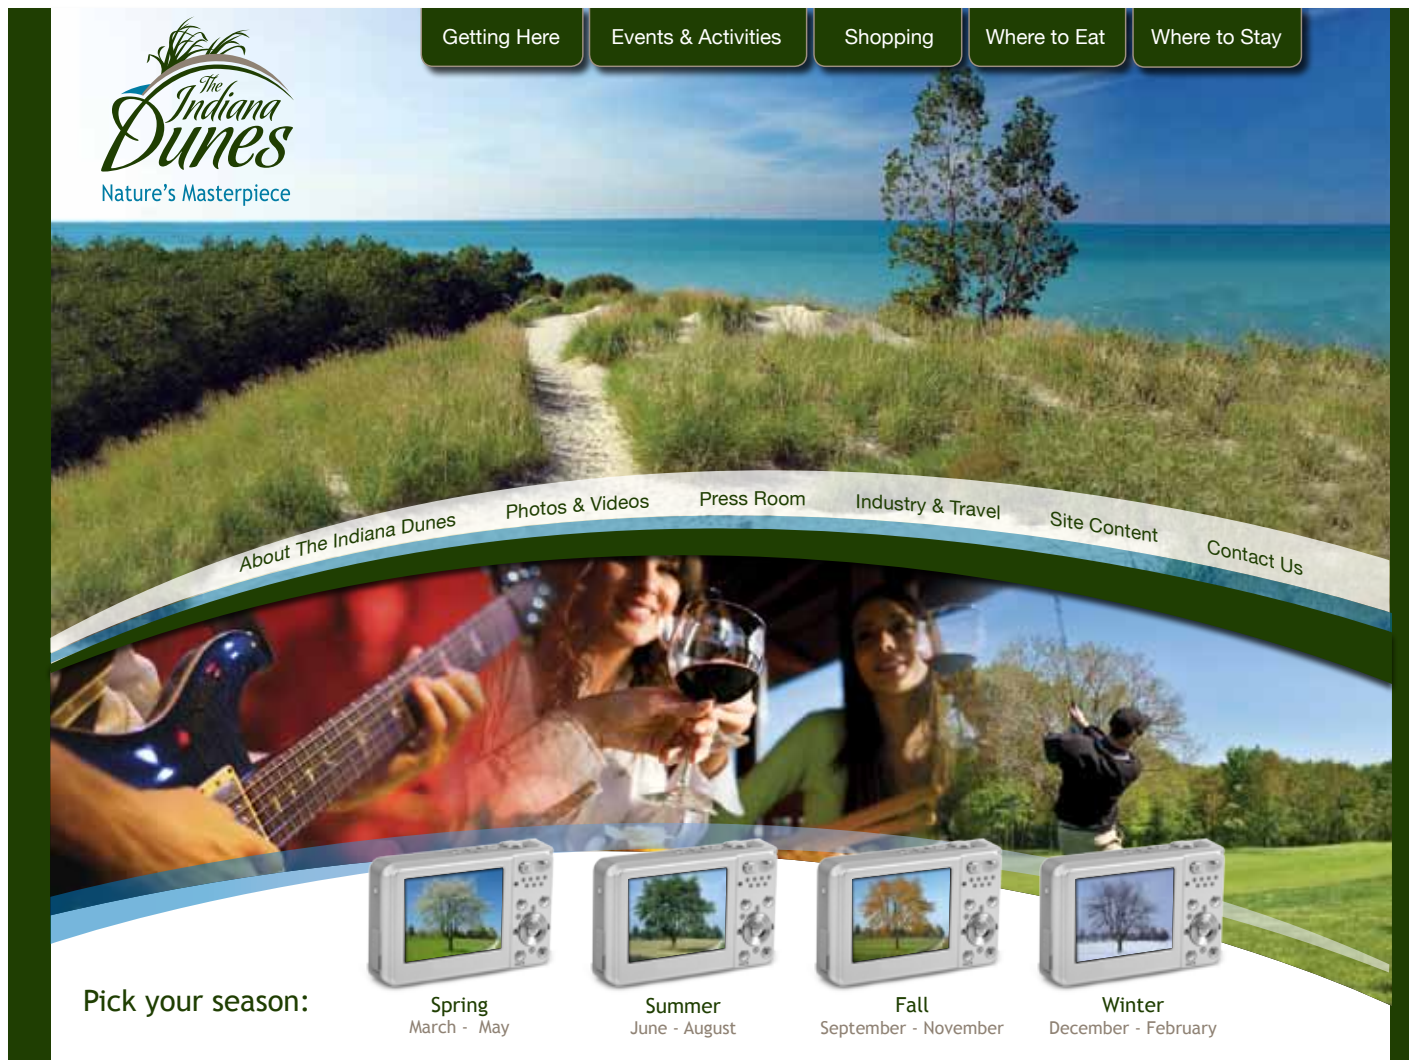 Getting Here
Events & Activities
Shopping
Where to Eat
Where to Stay
The
Indiana
Dunes
Nature's Masterpiece
About The Indiana Dunes
Photos & Videos
Press Room
Industry & Travel
Site Content
Contact Us
Pick your season:
Spring
March - May
Summer
June - August
Fall
September - November
Winter
December - February